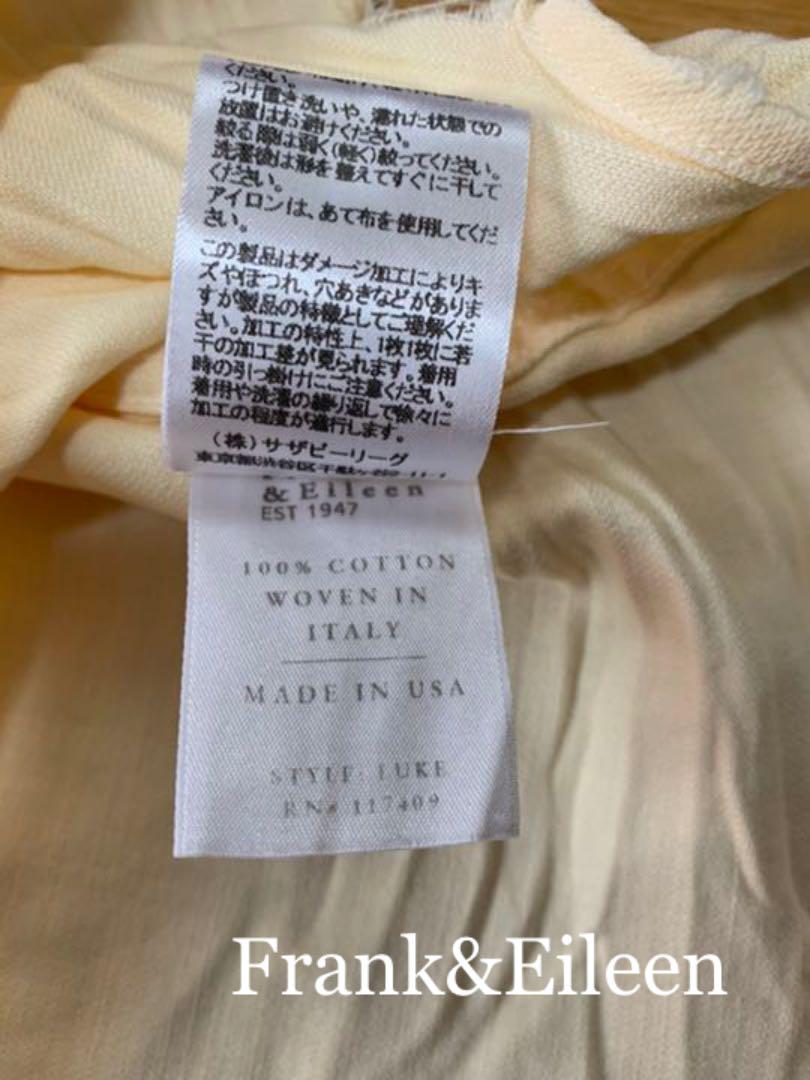 ください。
つけ置き洗いや、濡れた状態での
放置はお避けください。
絞る際は弱く(軽く)絞ってください。
洗濯後は形を整えてすぐに干して
ください。
アイロンは、あて布を使用してくだ
さい。
この製品はダメージ加工によりキ
ズやほつれ、穴あきなどがありま
すが製品の特徴としてご理解くだ
さい。加工の特性上、1枚1枚に若
干の加工差が見られます。着用
時の引っ掛けにご注意ください。
着用や洗濯の繰り返しで徐々に
加工の程度が進行します。
(株)サザビーリーグ
東京都渋谷区千駄ヶ谷
& Eileen
EST 1947
100% COTTON
WOVEN IN
ITALY
MADE IN USA
STYLE: LUKE
RN# 117409
Frank&Eileen